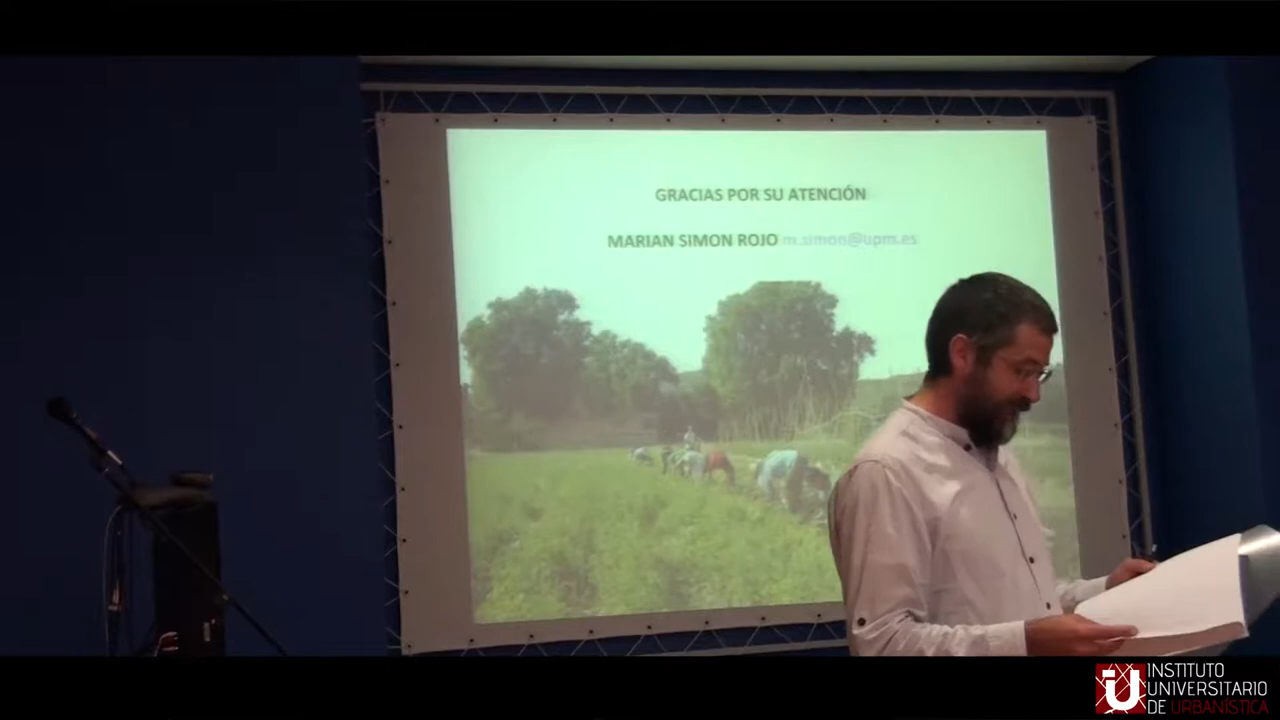 GRACIAS POR SU ATENCIÓN
MARIAN SIMON ROJO m.simon@upm.es
INSTITUTO
UNIVERSITARIO
DE URBANÍSTICA